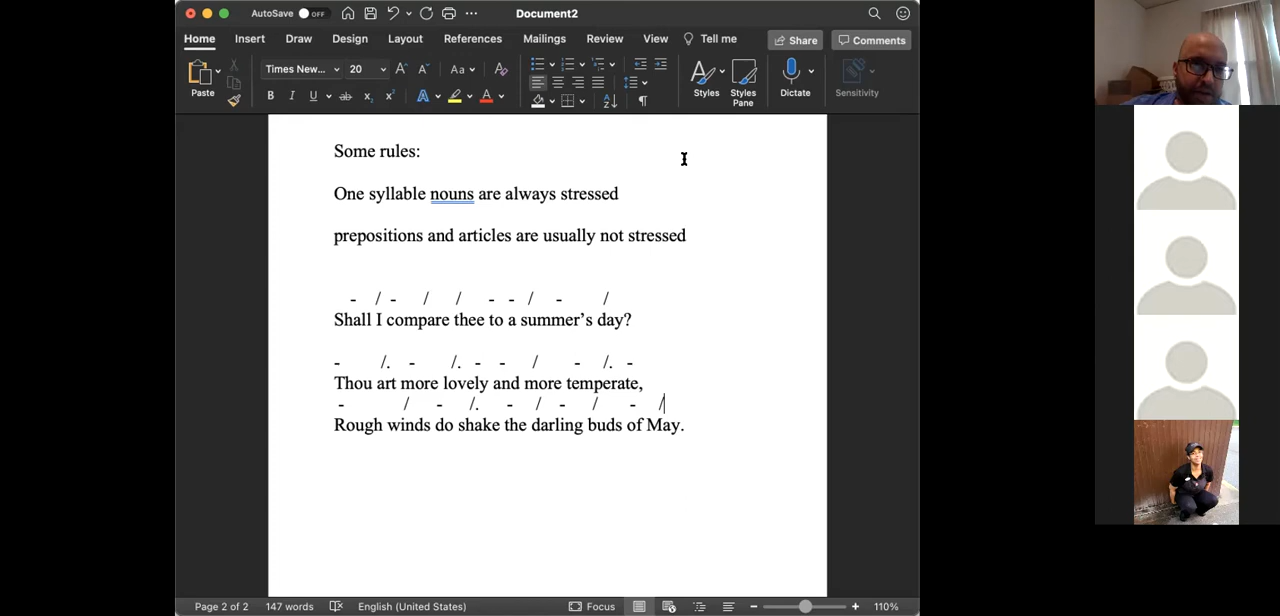 AutoSave OFF Document2
Home Insert Draw Design Layout References Mailings Review View Tell me Share Comments
Paste Times New... 20 Aa Styles Styles Pane Dictate Sensitivity
Some rules:
One syllable nouns are always stressed
prepositions and articles are usually not stressed
- / - / / - - / - /
Shall I compare thee to a summer’s day?
- /. - /. - - / - /. -
Thou art more lovely and more temperate,
- / - /. - / - / - /
Rough winds do shake the darling buds of May.
Page 2 of 2 147 words English (United States) Focus 110%